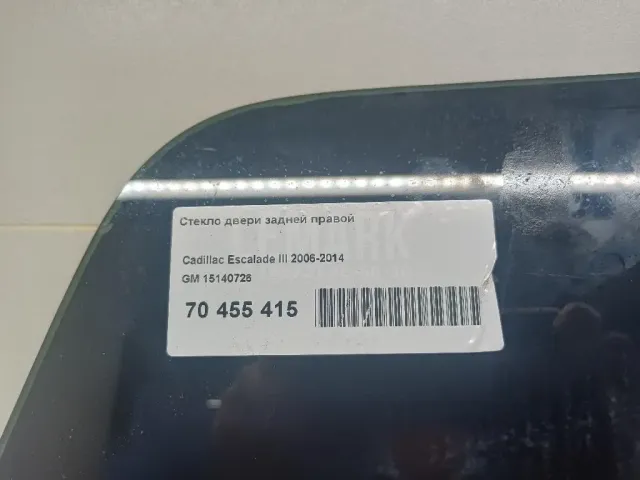 Стекло двери задней правой
Cadillac Escalade III 2006-2014
GM 15140726
70 455 415